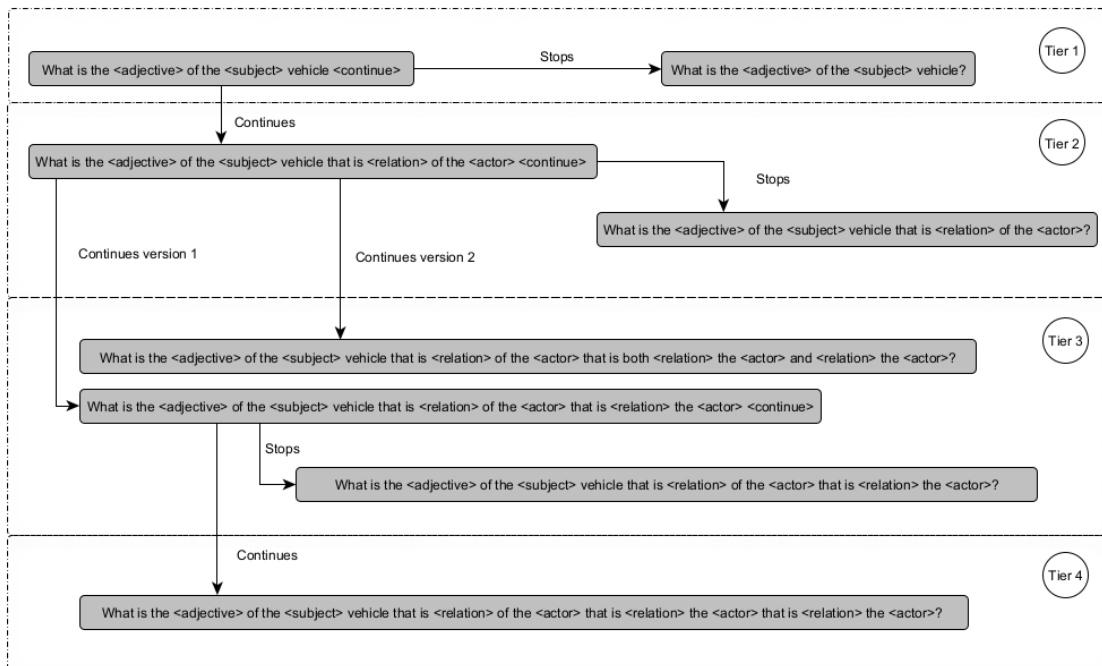 Tier 1
What is the <adjective> of the <subject> vehicle <continue>
Stops
What is the <adjective> of the <subject> vehicle?
Continues
Tier 2
What is the <adjective> of the <subject> vehicle that is <relation> of the <actor> <continue>
Stops
What is the <adjective> of the <subject> vehicle that is <relation> of the <actor>?
Continues version 1
Continues version 2
Tier 3
What is the <adjective> of the <subject> vehicle that is <relation> of the <actor> that is both <relation> the <actor> and <relation> the <actor>?
What is the <adjective> of the <subject> vehicle that is <relation> of the <actor> that is <relation> the <actor> <continue>
Stops
What is the <adjective> of the <subject> vehicle that is <relation> of the <actor> that is <relation> the <actor>?
Continues
Tier 4
What is the <adjective> of the <subject> vehicle that is <relation> of the <actor> that is <relation> the <actor> that is <relation> the <actor>?